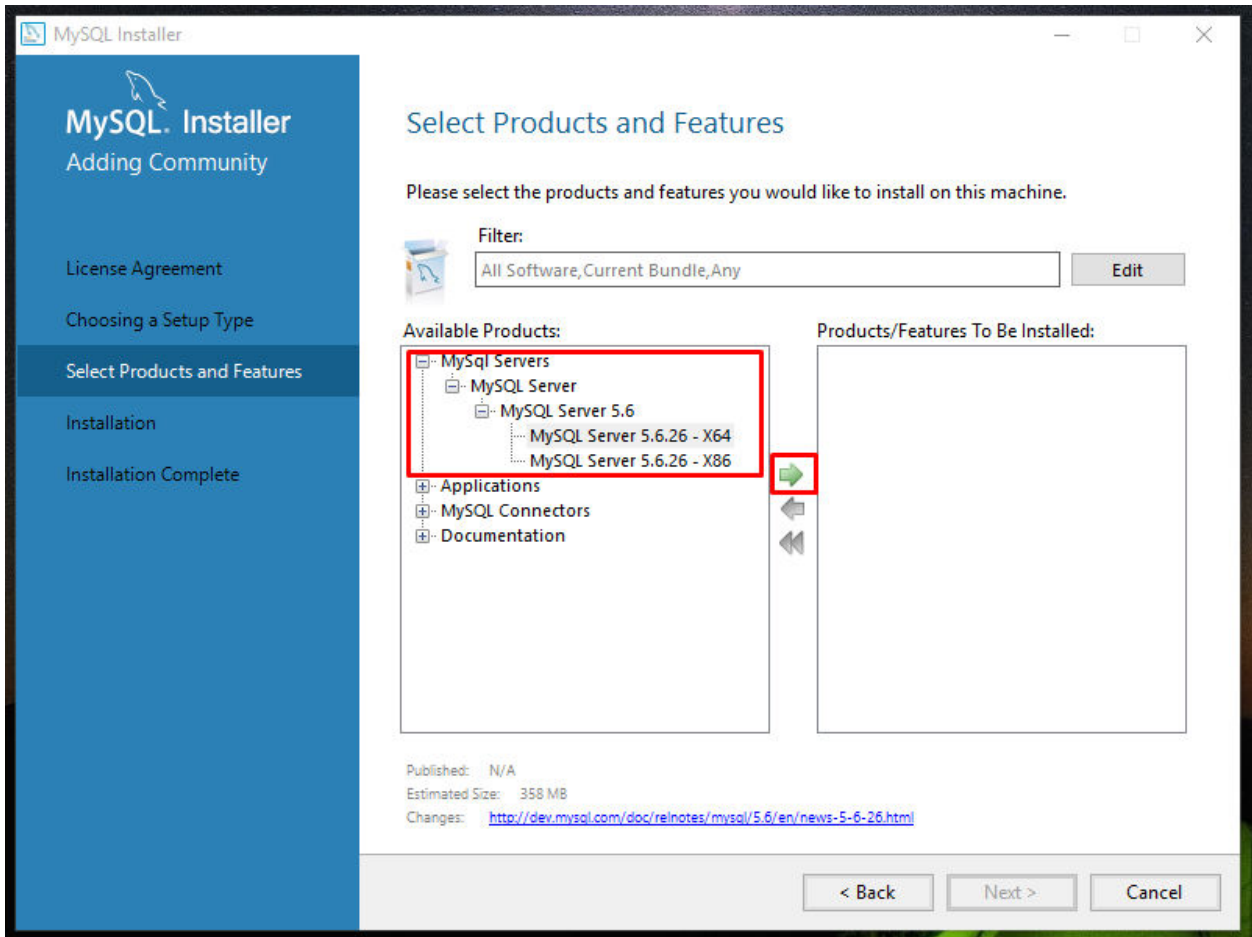 MySQL Installer
MySQL. Installer
Adding Community
License Agreement
Choosing a Setup Type
Select Products and Features
Installation
Installation Complete
Select Products and Features
Please select the products and features you would like to install on this machine.
Filter:
All Software,Current Bundle,Any
Edit
Available Products:
MySql Servers
MySQL Server
MySQL Server 5.6
MySQL Server 5.6.26 - X64
MySQL Server 5.6.26 - X86
Applications
MySQL Connectors
Documentation
Products/Features To Be Installed:
Published: N/A
Estimated Size: 358 MB
Changes: http://dev.mysql.com/doc/relnotes/mysql/5.6/en/news-5-6-26.html
< Back
Next >
Cancel